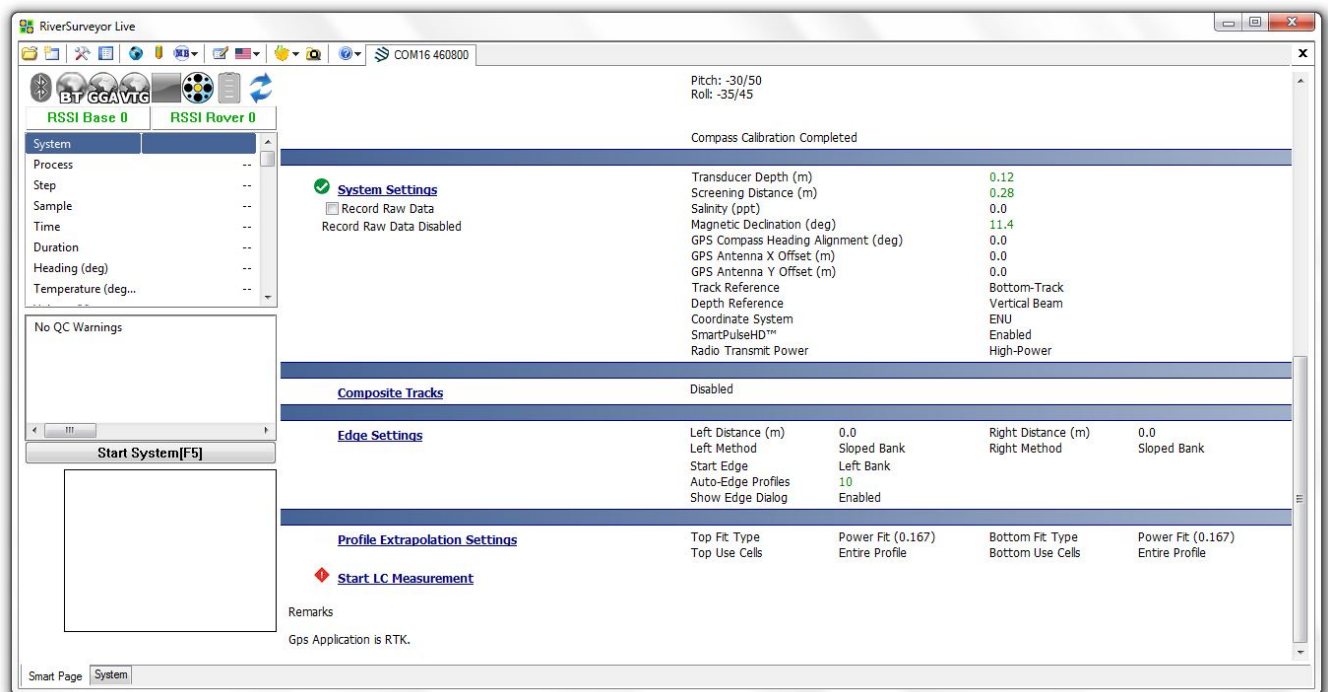 RiverSurveyor Live
COM16 460800
BT GGA VTG
RSSI Base 0 RSSI Rover 0
System
Process --
Step --
Sample --
Time --
Duration --
Heading (deg) --
Temperature (deg... --
No QC Warnings
Start System[F5]
Pitch: -30/50
Roll: -35/45
Compass Calibration Completed
System Settings
Record Raw Data
Record Raw Data Disabled
Transducer Depth (m) 0.12
Screening Distance (m) 0.28
Salinity (ppt) 0.0
Magnetic Declination (deg) 11.4
GPS Compass Heading Alignment (deg) 0.0
GPS Antenna X Offset (m) 0.0
GPS Antenna Y Offset (m) 0.0
Track Reference Bottom-Track
Depth Reference Vertical Beam
Coordinate System ENU
SmartPulseHD™ Enabled
Radio Transmit Power High-Power
Composite Tracks Disabled
Edge Settings
Left Distance (m) 0.0 Right Distance (m) 0.0
Left Method Sloped Bank Right Method Sloped Bank
Start Edge Left Bank
Auto-Edge Profiles 10
Show Edge Dialog Enabled
Profile Extrapolation Settings
Top Fit Type Power Fit (0.167) Bottom Fit Type Power Fit (0.167)
Top Use Cells Entire Profile Bottom Use Cells Entire Profile
Start LC Measurement
Remarks
Gps Application is RTK.
Smart Page System